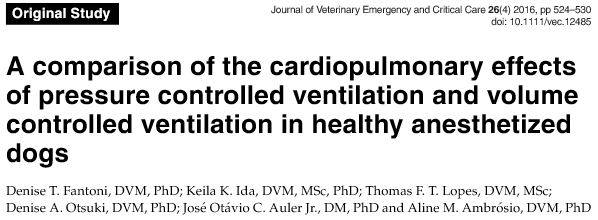 Original Study
Journal of Veterinary Emergency and Critical Care 26(4) 2016, pp 524–530
doi: 10.1111/vec.12485
A comparison of the cardiopulmonary effects
of pressure controlled ventilation and volume
controlled ventilation in healthy anesthetized
dogs
Denise T. Fantoni, DVM, PhD; Keila K. Ida, DVM, MSc, PhD; Thomas F. T. Lopes, DVM, MSc;
Denise A. Otsuki, DVM, PhD; José Otávio C. Auler Jr., DM, PhD and Aline M. Ambrósio, DVM, PhD